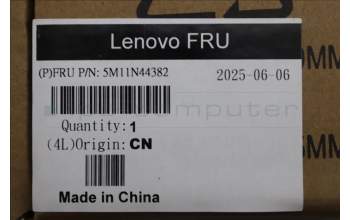 Lenovo FRU
(P)FRU P/N: 5M11N44382
2025-06-06
Quantity: 1
(4L)Origin: CN
Made in China